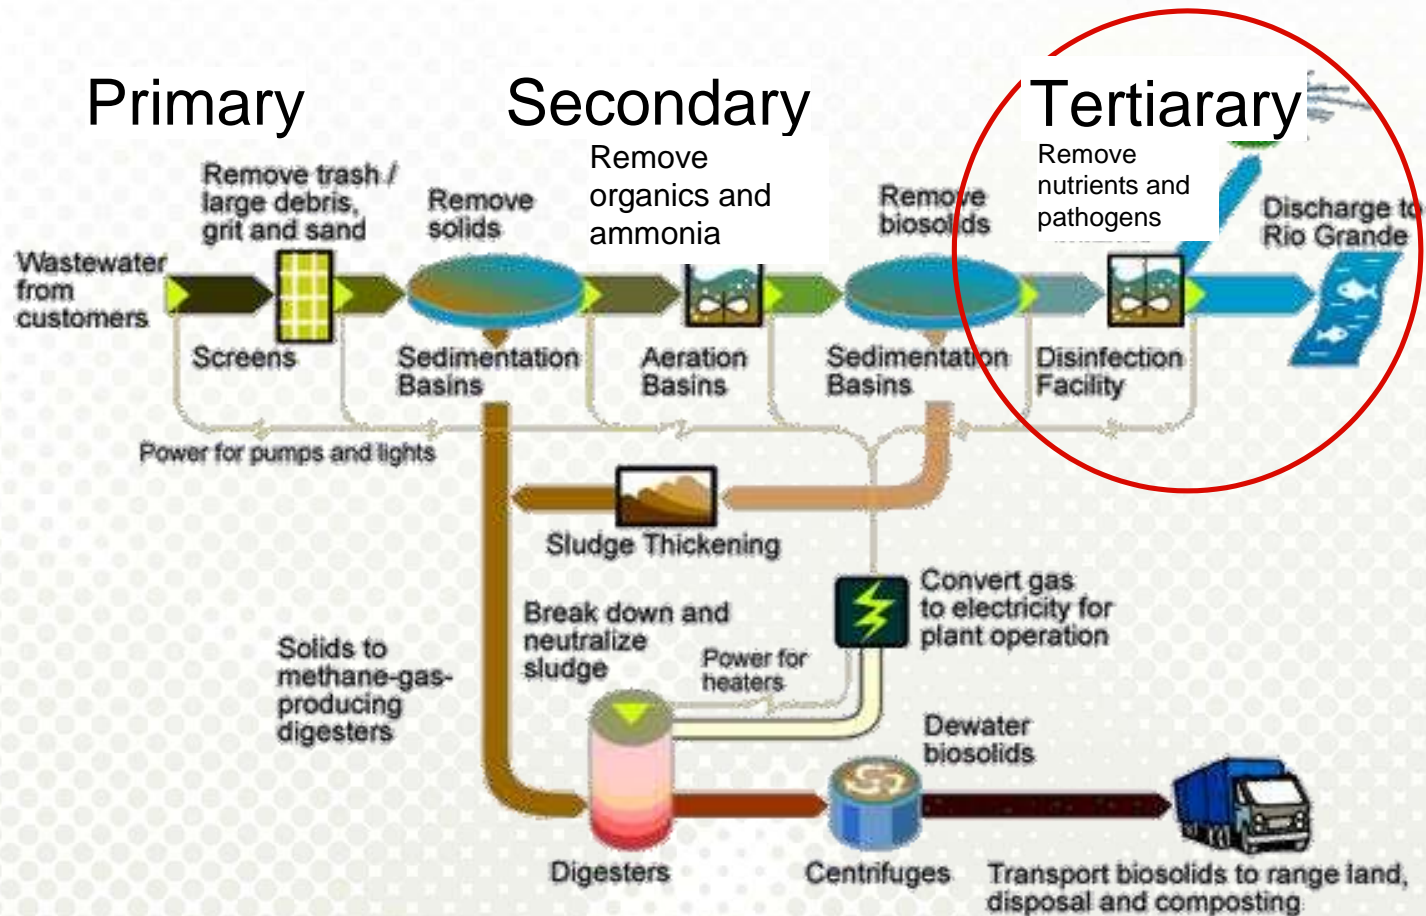 Primary
Secondary
Tertiarary
Remove trash /
large debris,
grit and sand
Remove
solids
Remove
organics and
ammonia
Remove
biosolids
Remove
nutrients and
pathogens
Discharge to
Rio Grande
Wastewater
from
customers
Screens
Sedimentation
Basins
Aeration
Basins
Sedimentation
Basins
Disinfection
Facility
Power for pumps and lights
Sludge Thickening
Convert gas
to electricity for
plant operation
Break down and
neutralize
sludge
Power for
heaters
Solids to
methane-gas-
producing
digesters
Dewater
biosolids
Digesters
Centrifuges
Transport biosolids to range land,
disposal and composting